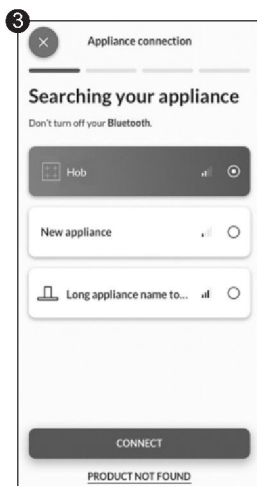 3
Appliance connection
Searching your appliance
Don't turn off your Bluetooth.
Hob
New appliance
Long appliance name to...
CONNECT
PRODUCT NOT FOUND